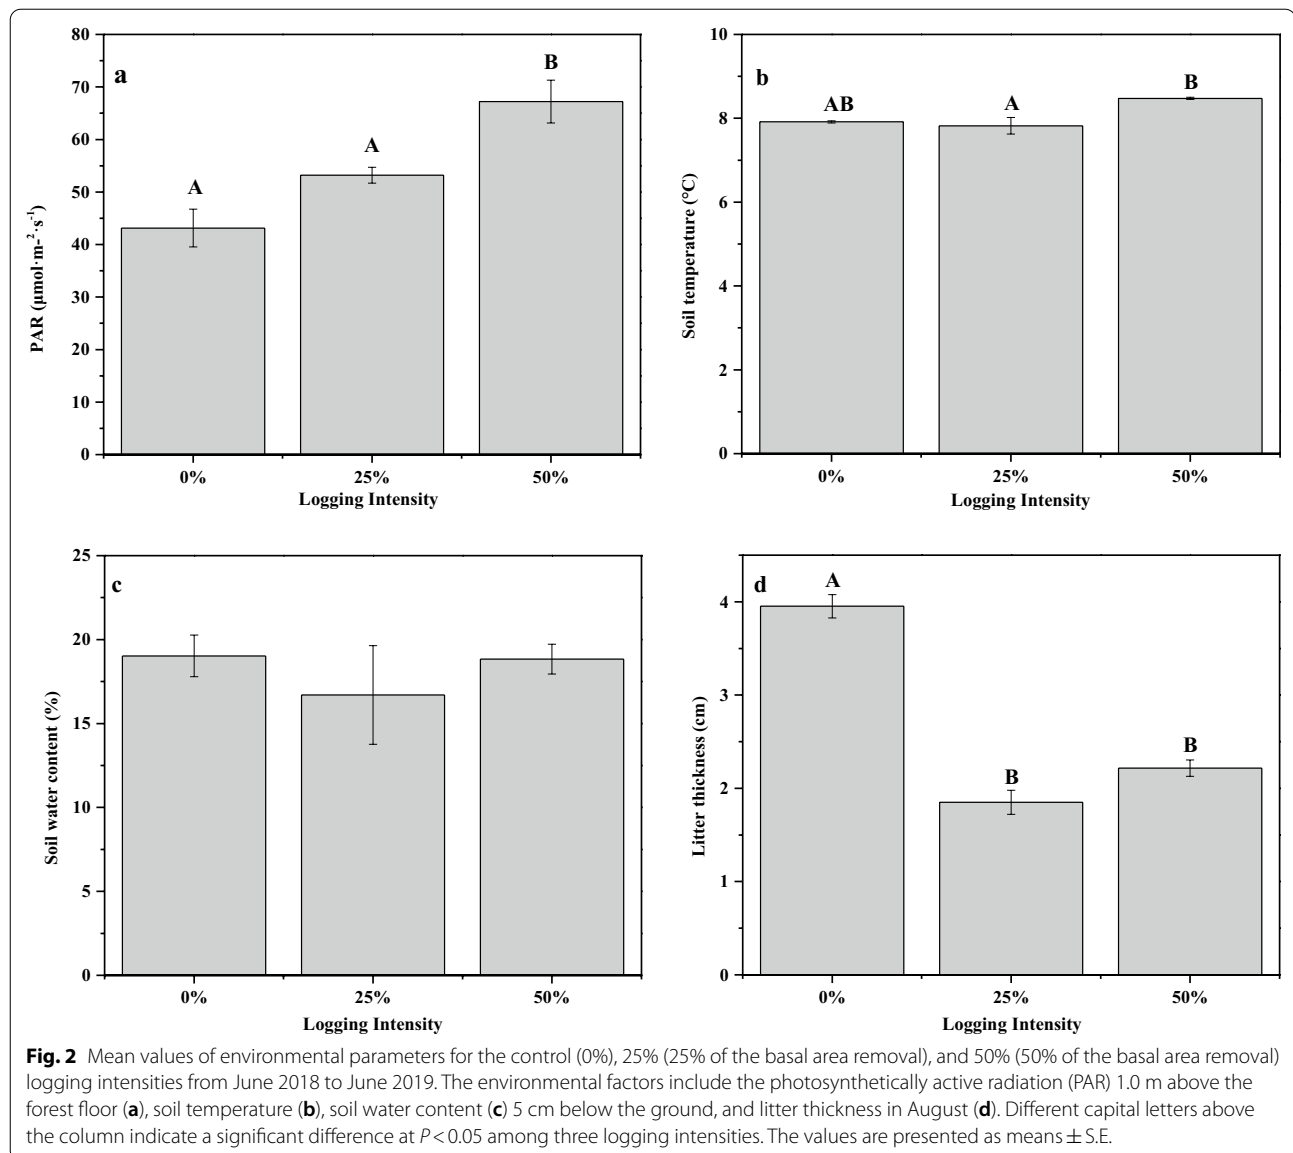 a
80
70
60
50
40
30
20
10
0
PAR (μmol·m-²·s⁻¹)
A
A
B
0%
25%
50%
Logging Intensity
b
10
8
6
4
2
0
Soil temperature (°C)
AB
A
B
0%
25%
50%
Logging Intensity
c
25
20
15
10
5
0
Soil water content (%)
0%
25%
50%
Logging Intensity
d
4
3
2
1
0
Litter thickness (cm)
A
B
B
0%
25%
50%
Logging Intensity
Fig. 2 Mean values of environmental parameters for the control (0%), 25% (25% of the basal area removal), and 50% (50% of the basal area removal)
logging intensities from June 2018 to June 2019. The environmental factors include the photosynthetically active radiation (PAR) 1.0 m above the
forest floor (a), soil temperature (b), soil water content (c) 5 cm below the ground, and litter thickness in August (d). Different capital letters above
the column indicate a significant difference at P < 0.05 among three logging intensities. The values are presented as means ± S.E.